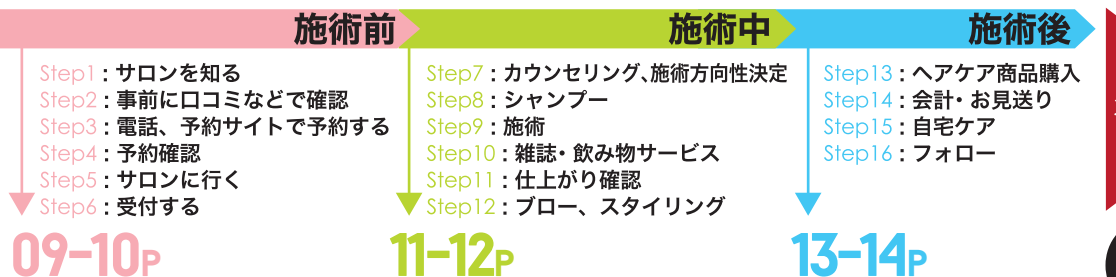 施術前
Step1 : サロンを知る
Step2 : 事前に口コミなどで確認
Step3 : 電話、予約サイトで予約する
Step4 : 予約確認
Step5 : サロンに行く
Step6 : 受付する
09-10P
施術中
Step7 : カウンセリング、施術方向性決定
Step8 : シャンプー
Step9 : 施術
Step10 : 雑誌・飲み物サービス
Step11 : 仕上がり確認
Step12 : ブロー、スタイリング
11-12P
施術後
Step13 : ヘアケア商品購入
Step14 : 会計・お見送り
Step15 : 自宅ケア
Step16 : フォロー
13-14P